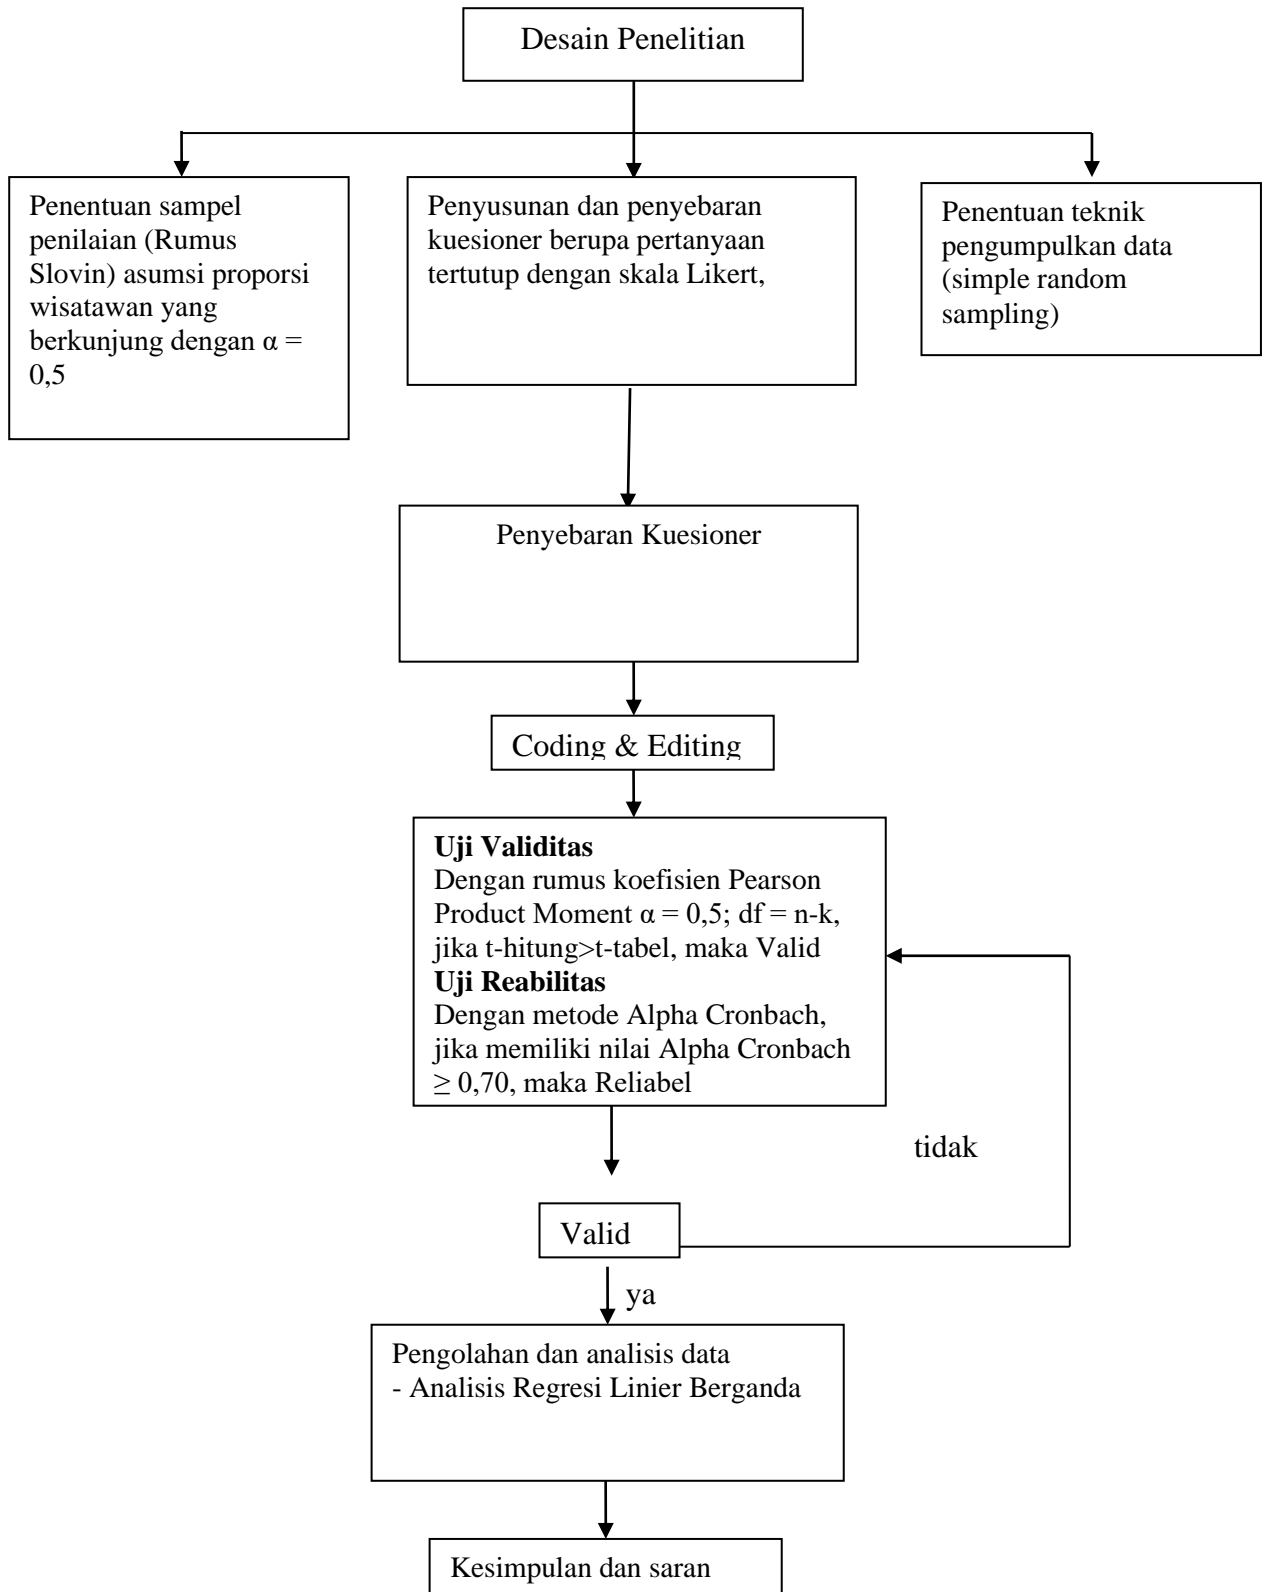 Desain Penelitian
Penentuan sampel
penilaian (Rumus
Slovin) asumsi proporsi
wisatawan yang
berkunjung dengan α =
0,5
Penyusunan dan penyebaran
kuesioner berupa pertanyaan
tertutup dengan skala Likert,
Penentuan teknik
pengumpulkan data
(simple random
sampling)
Penyebaran Kuesioner
Coding & Editing
Uji Validitas
Dengan rumus koefisien Pearson
Product Moment α = 0,5; df = n-k,
jika t-hitung>t-tabel, maka Valid
Uji Reabilitas
Dengan metode Alpha Cronbach,
jika memiliki nilai Alpha Cronbach
≥ 0,70, maka Reliabel
tidak
Valid
ya
Pengolahan dan analisis data
- Analisis Regresi Linier Berganda
Kesimpulan dan saran